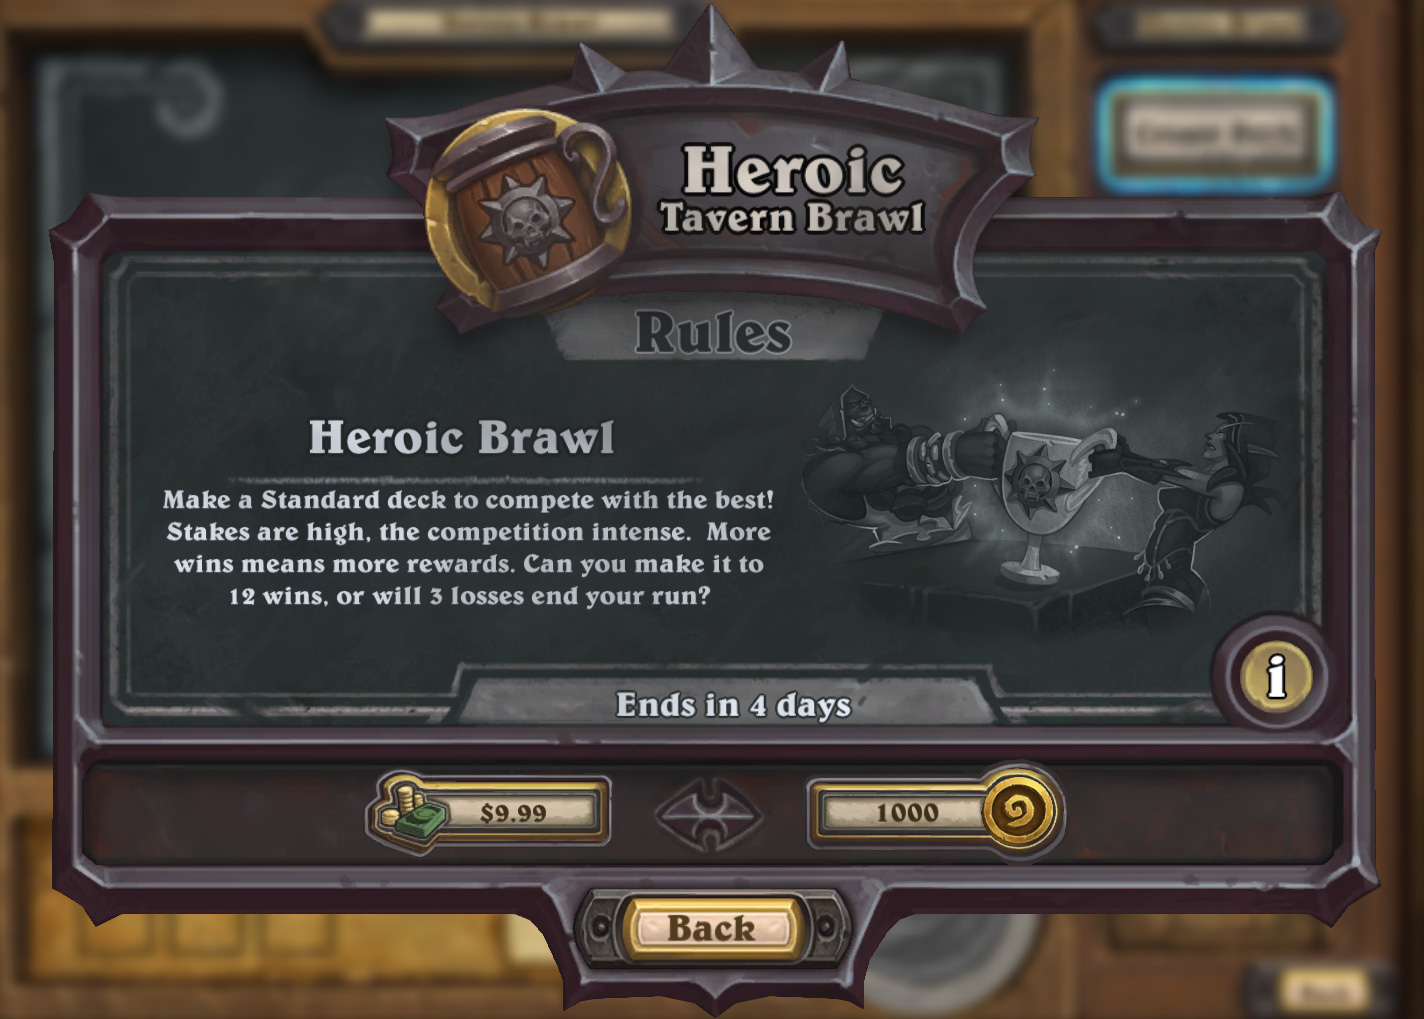 Heroic
Tavern Brawl
Rules
Heroic Brawl
Make a Standard deck to compete with the best!
Stakes are high, the competition intense.  More
wins means more rewards. Can you make it to
12 wins, or will 3 losses end your run?
Ends in 4 days
$9.99
1000
Back